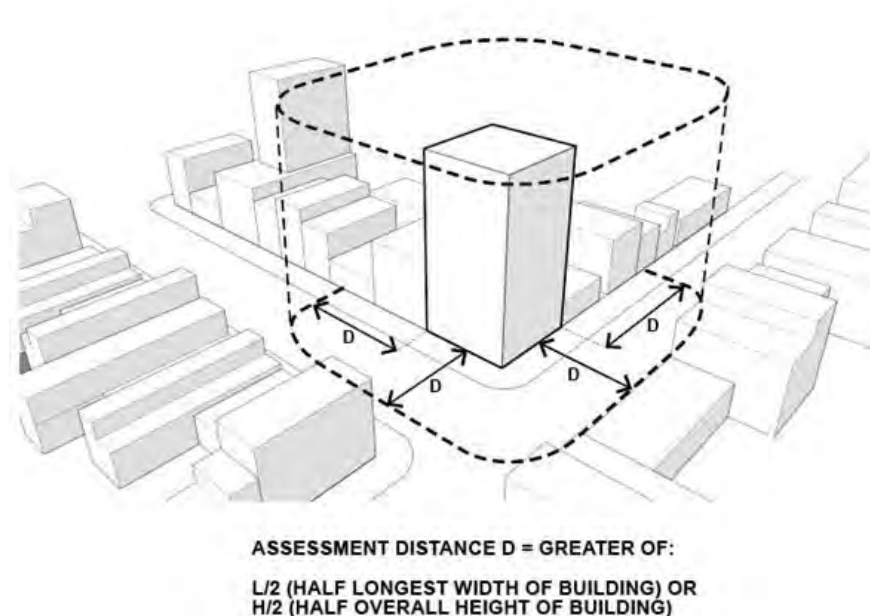 D
D
D
D
ASSESSMENT DISTANCE D = GREATER OF:
L/2 (HALF LONGEST WIDTH OF BUILDING) OR
H/2 (HALF OVERALL HEIGHT OF BUILDING)